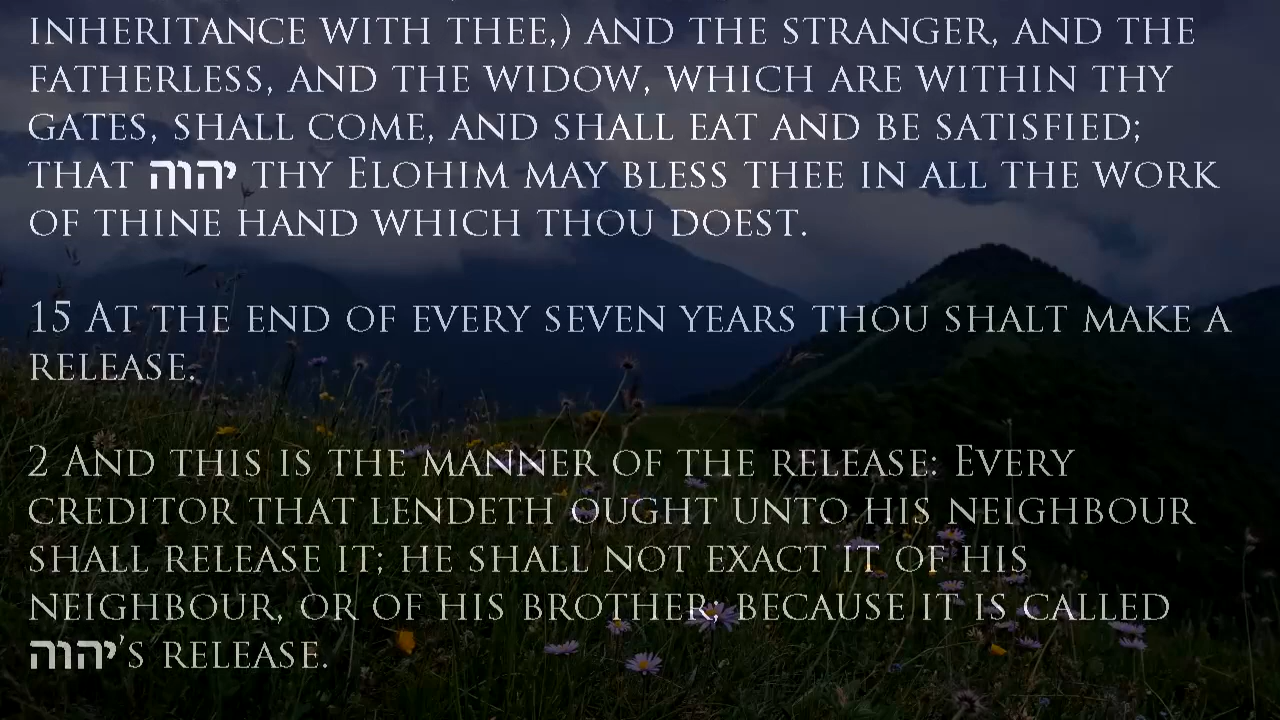 INHERITANCE WITH THEE,) AND THE STRANGER, AND THE
FATHERLESS, AND THE WIDOW, WHICH ARE WITHIN THY
GATES, SHALL COME, AND SHALL EAT AND BE SATISFIED;
THAT יהוה THY ELOHIM MAY BLESS THEE IN ALL THE WORK
OF THINE HAND WHICH THOU DOEST.
15 AT THE END OF EVERY SEVEN YEARS THOU SHALT MAKE A
RELEASE.
2 AND THIS IS THE MANNER OF THE RELEASE: EVERY
CREDITOR THAT LENDETH OUGHT UNTO HIS NEIGHBOUR
SHALL RELEASE IT; HE SHALL NOT EXACT IT OF HIS
NEIGHBOUR, OR OF HIS BROTHER; BECAUSE IT IS CALLED
יהוה'S RELEASE.